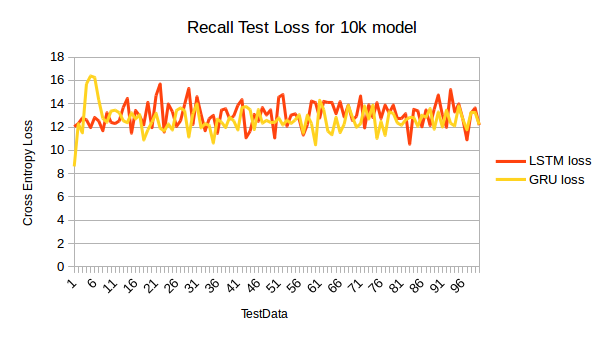 Recall Test Loss for 10k model
18
16
14
12
10
8
6
4
2
0
Cross Entropy Loss
1 6 11 16 21 26 31 36 41 46 51 56 61 66 71 76 81 86 91 96
TestData
LSTM loss
GRU loss